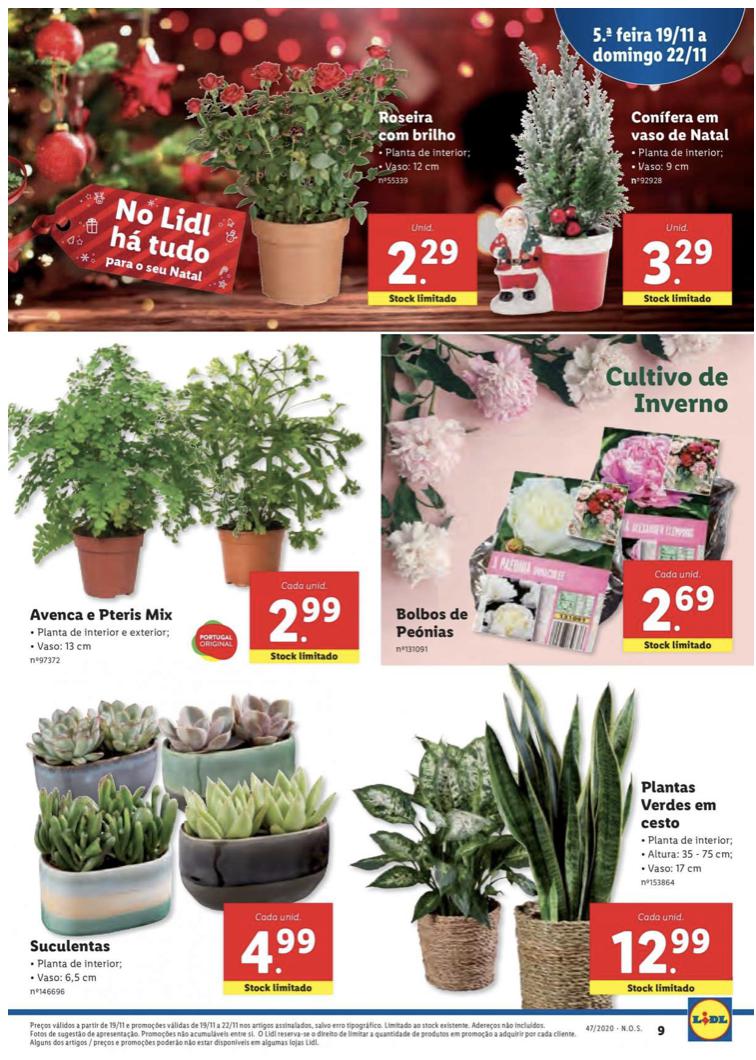 5.ª feira 19/11 a
domingo 22/11
Roseira
com brilho
• Planta de interior;
• Vaso: 12 cm
nº55339
Unid.
2.29
Stock limitado
Conífera em
vaso de Natal
• Planta de interior;
• Vaso: 9 cm
nº92928
Unid.
3.29
Stock limitado
No Lidl
há tudo
para o seu Natal
Avenca e Pteris Mix
• Planta de interior e exterior;
• Vaso: 13 cm
nº97372
PORTUGAL
ORIGINAL
Cada unid.
2.99
Stock limitado
Cultivo de
Inverno
Bolbos de
Peónias
nº131091
Cada unid.
2.69
Stock limitado
Suculentas
• Planta de interior;
• Vaso: 6,5 cm
nº146696
Cada unid.
4.99
Stock limitado
Plantas
Verdes em
cesto
• Planta de interior;
• Altura: 35 - 75 cm;
• Vaso: 17 cm
nº153864
Cada unid.
12.99
Stock limitado
Preços válidos a partir de 19/11 e promoções válidas de 19/11 a 22/11 nos artigos assinalados, salvo erro tipográfico. Limitado ao stock existente. Adereços não incluídos.
Fotos de sugestão de apresentação. Promoções não acumuláveis entre si. O Lidl reserva-se o direito de limitar a quantidade de produtos em promoção a adquirir por cada cliente.
Alguns dos artigos / preços e promoções poderão não estar disponíveis em algumas lojas Lidl.
47/2020 - N.O.S.
9
LIDL